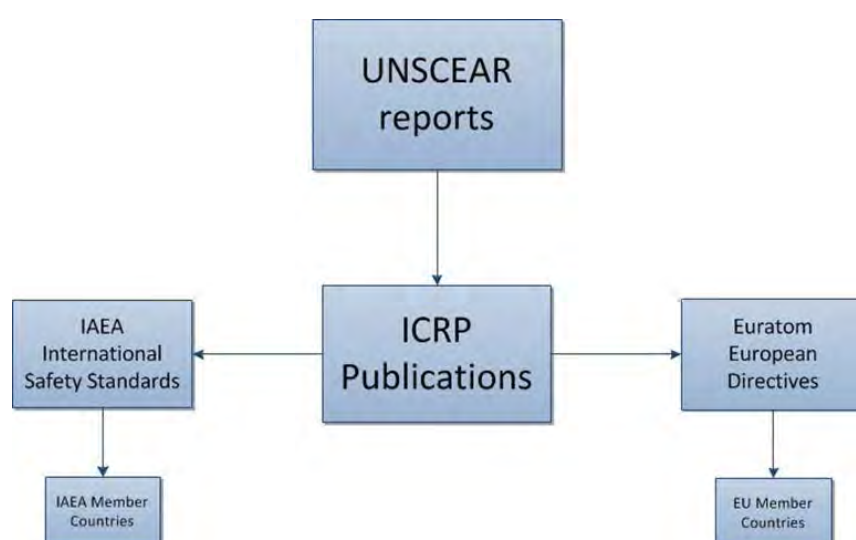 UNSCEAR
reports
IAEA
International
Safety Standards
ICRP
Publications
Euratom
European
Directives
IAEA Member
Countries
EU Member
Countries